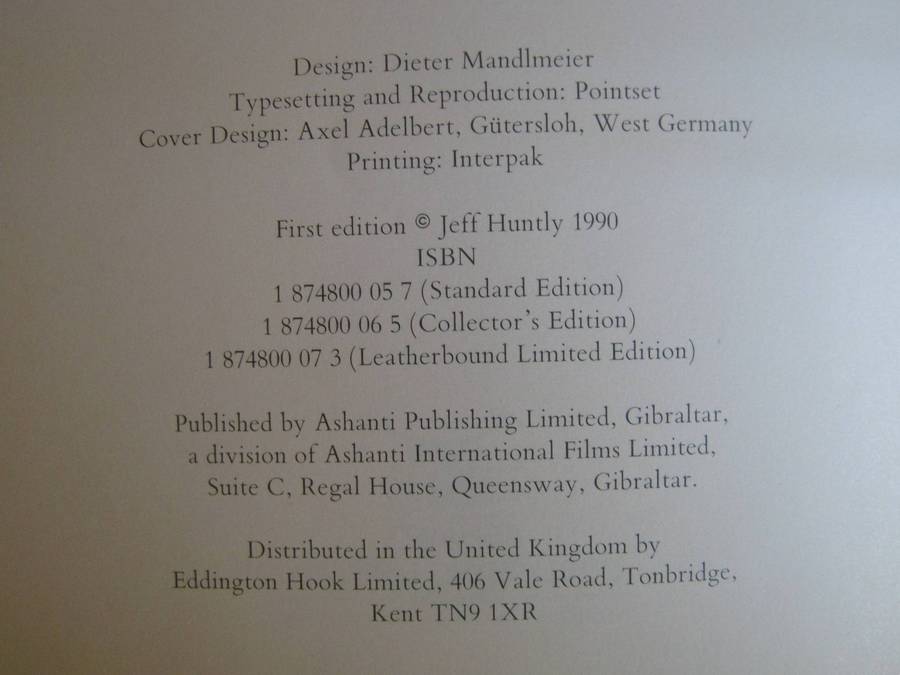 Design: Dieter Mandlmeier
Typesetting and Reproduction: Pointset
Cover Design: Axel Adelbert, Gütersloh, West Germany
Printing: Interpak
First edition © Jeff Huntly 1990
ISBN
1 874800 05 7 (Standard Edition)
1 874800 06 5 (Collector's Edition)
1 874800 07 3 (Leatherbound Limited Edition)
Published by Ashanti Publishing Limited, Gibraltar,
a division of Ashanti International Films Limited,
Suite C, Regal House, Queensway, Gibraltar.
Distributed in the United Kingdom by
Eddington Hook Limited, 406 Vale Road, Tonbridge,
Kent TN9 1XR